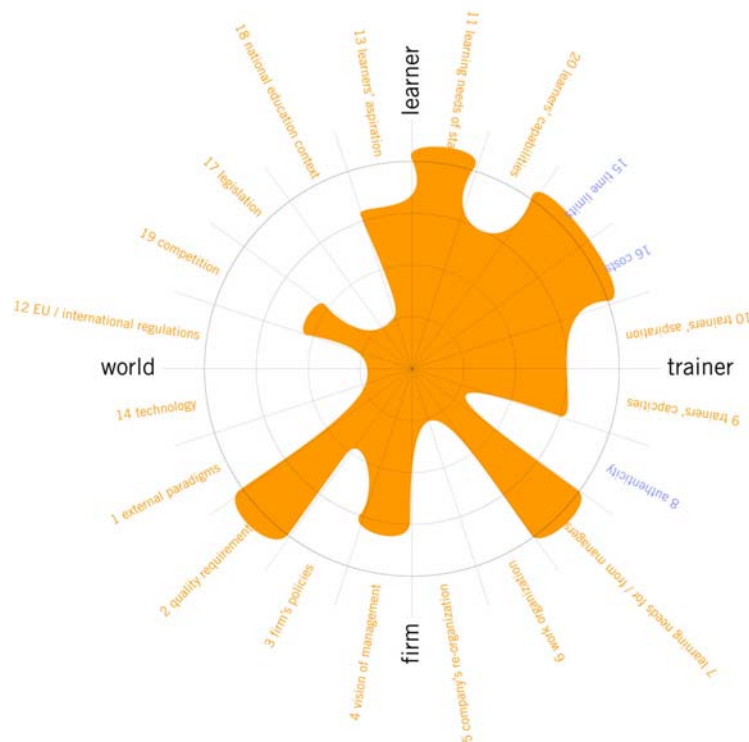 learner
11 learning needs of sta
20 learners' capabilities
15 time limits
16 costs
10 trainers' aspiration
trainer
9 trainers' capcities
8 authenticity
7 learning needs for / from managers
6 work organization
5 company's re-organization
firm
4 vision of management
3 firm's policies
2 quality requirement
1 external paradigms
14 technology
world
12 EU / international regulations
19 competition
17 legislation
18 national education context
13 learners' aspiration